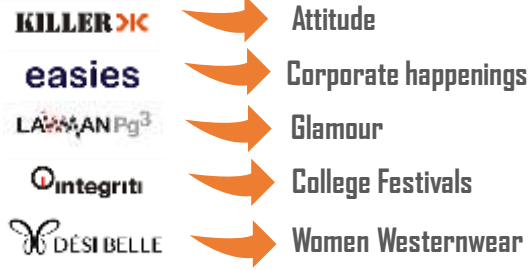 KILLER Attitude
easies Corporate happenings
LAWMAN Pg3 Glamour
integriti College Festivals
DÉSI BELLE Women Westernwear